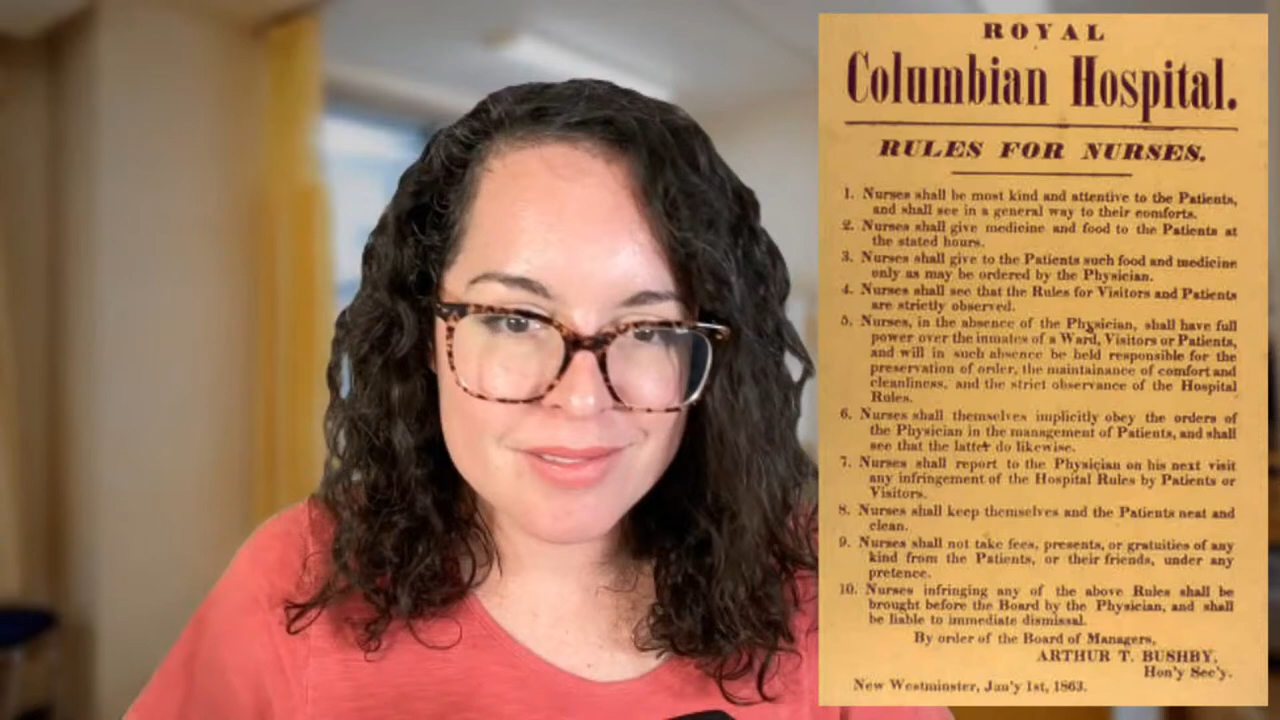 ROYAL
Columbian Hospital.
RULES FOR NURSES.
1. Nurses shall be most kind and attentive to the Patients,
and shall see in a general way to their comforts.
2. Nurses shall give medicine and food to the Patients at
the stated hours.
3. Nurses shall give to the Patients such food and medicine
only as may be ordered by the Physician.
4. Nurses shall see that the Rules for Visitors and Patients
are strictly observed.
5. Nurses, in the absence of the Physician, shall have full
power over the inmates of a Ward, Visitors or Patients,
and will in such absence be held responsible for the
preservation of order, the maintainance of comfort and
cleanliness, and the strict observance of the Hospital
Rules.
6. Nurses shall themselves implicitly obey the orders of
the Physician in the management of Patients, and shall
see that the latter do likewise.
7. Nurses shall report to the Physician on his next visit
any infringement of the Hospital Rules by Patients or
Visitors.
8. Nurses shall keep themselves and the Patients neat and
clean.
9. Nurses shall not take fees, presents, or gratuities of any
kind from the Patients, or their friends, under any
pretence.
10. Nurses infringing any of the above Rules shall be
brought before the Board by the Physician, and shall
be liable to immediate dismissal.
By order of the Board of Managers,
ARTHUR T. BUSHBY,
Hon'y Sec'y.
New Westminster, Jan'y 1st, 1863.